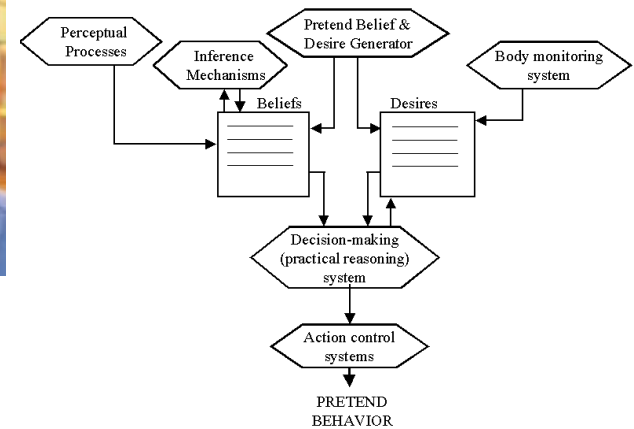 Perceptual
Processes
Inference
Mechanisms
Pretend Belief &
Desire Generator
Body monitoring
system
Beliefs
Desires
Decision-making
(practical reasoning)
system
Action control
systems
PRETEND
BEHAVIOR